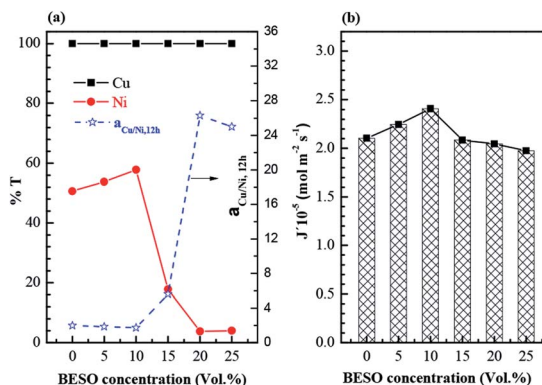 (a)
% T
100
80
60
40
20
0
Cu
Ni
a Cu/Ni,12h
36
32
28
24
20
16
12
8
4
0
a Cu/Ni, 12h
0 5 10 15 20 25
BESO concentration (Vol.%)
(b)
J´10⁻⁵ (mol m⁻² s⁻¹)
3.0
2.5
2.0
1.5
1.0
0.5
0.0
0 5 10 15 20 25
BESO concentration (Vol.%)